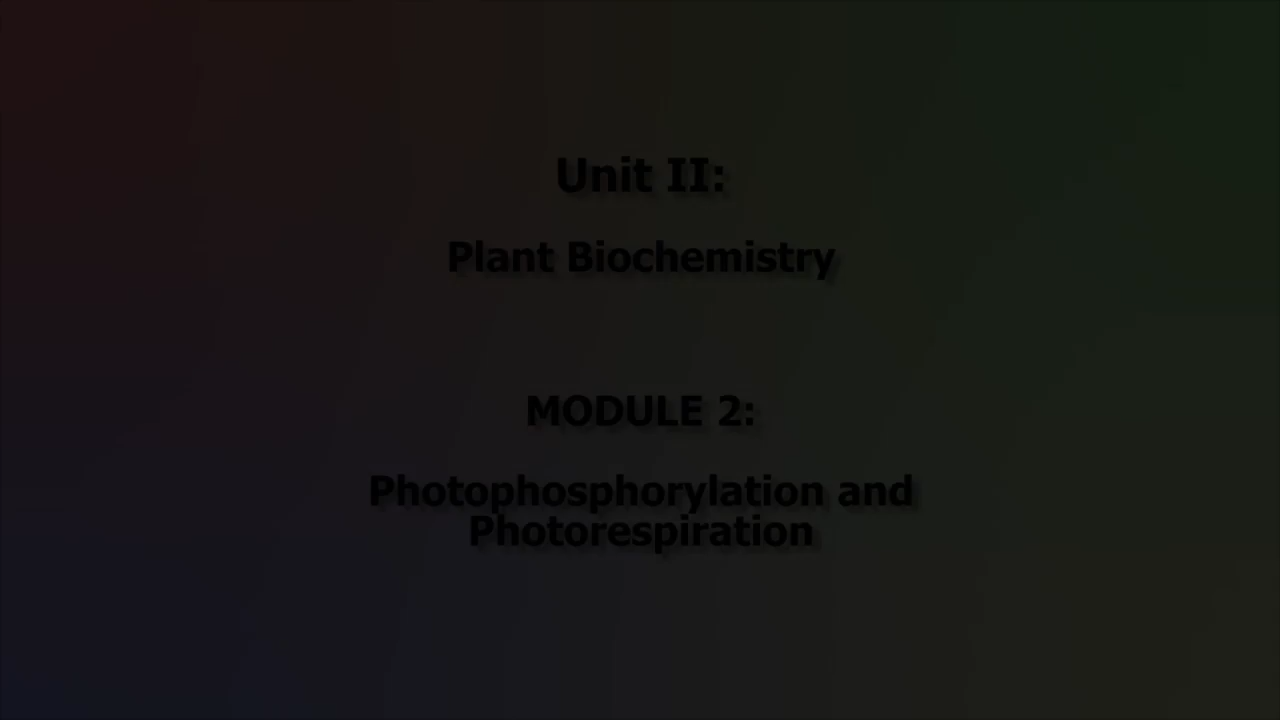 Unit II:
Plant Biochemistry
MODULE 2:
Photophosphorylation and
Photorespiration